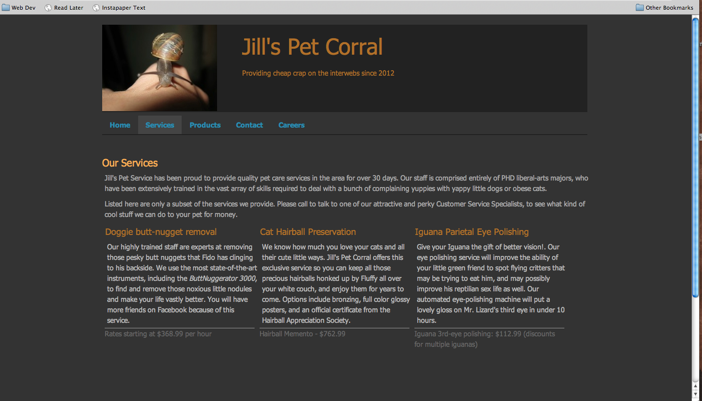 Web Dev Read Later Instapaper Text Other Bookmarks
Jill's Pet Corral
Providing cheap crap on the interwebs since 2012
Home Services Products Contact Careers
Our Services
Jill's Pet Service has been proud to provide quality pet care services in the area for over 30 days. Our staff is comprised entirely of PHD liberal-arts majors, who
have been extensively trained in the vast array of skills required to deal with a bunch of complaining yuppies with yappy little dogs or obese cats.
Listed here are only a subset of the services we provide. Please call to talk to one of our attractive and perky Customer Service Specialists, to see what kind of
cool stuff we can do to your pet for money.
Doggie butt-nugget removal
Our highly trained staff are experts at removing
those pesky butt nuggets that Fido has clinging
to his backside. We use the most state-of-the-art
instruments, including the ButtNuggerator 3000,
to find and remove those noxious little nodules
and make your life vastly better. You will have
more friends on Facebook because of this
service.
Rates starting at $368.99 per hour
Cat Hairball Preservation
We know how much you love your cats and all
their cute little ways. Jill's Pet Corral offers this
exclusive service so you can keep all those
precious hairballs honked up by Fluffy all over
your white couch, and enjoy them for years to
come. Options include bronzing, full color glossy
posters, and an official certificate from the
Hairball Appreciation Society.
Hairball Memento - $762.99
Iguana Parietal Eye Polishing
Give your Iguana the gift of better vision!. Our
eye polishing service will improve the ability of
your little green friend to spot flying critters that
may be trying to eat him, and may possibly
improve his reptilian sex life as well. Our
automated eye-polishing machine will put a
lovely gloss on Mr. Lizard's third eye in under 10
hours.
Iguana 3rd-eye polishing: $112.99 (discounts
for multiple iguanas)